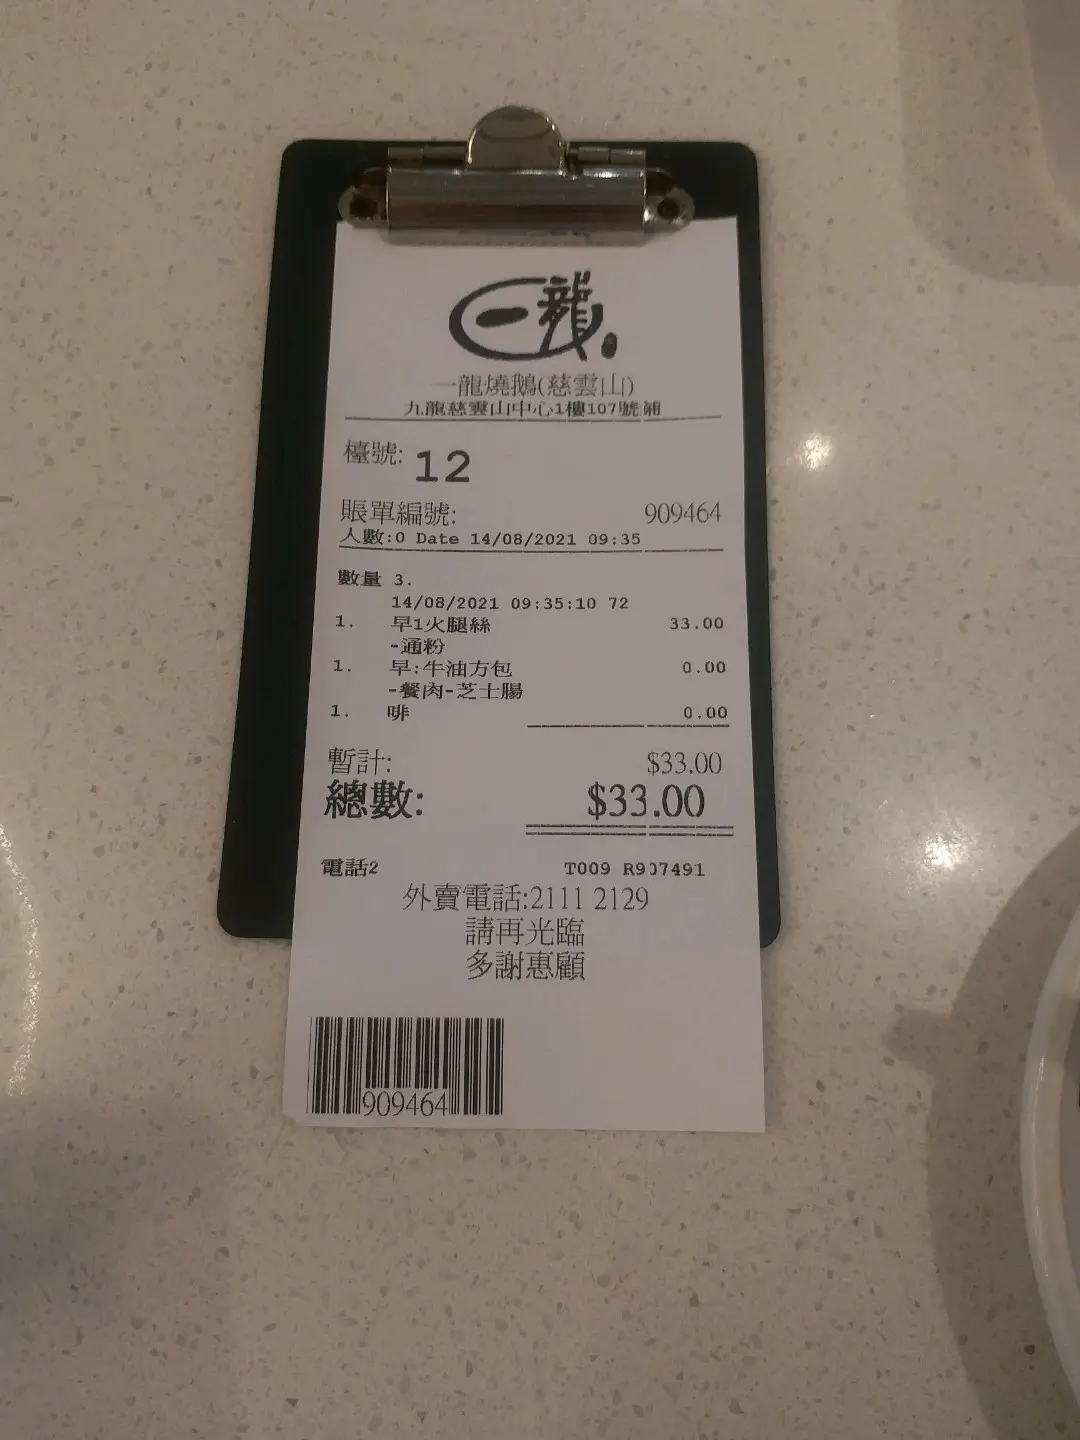 一龍
一龍燒鵝(慈雲山)
九龍慈雲山中心1樓107號舖
檯號: 12
賬單編號: 909464
人數:0 Date 14/08/2021 09:35
數量 3.
14/08/2021 09:35:10 72
1. 早1火腿絲 33.00
-通粉
1. 早:牛油方包 0.00
-餐肉-芝士腸
1. 啡 0.00
暫計: $33.00
總數: $33.00
電話2 T009 R907491
外賣電話:2111 2129
請再光臨
多謝惠顧
909464